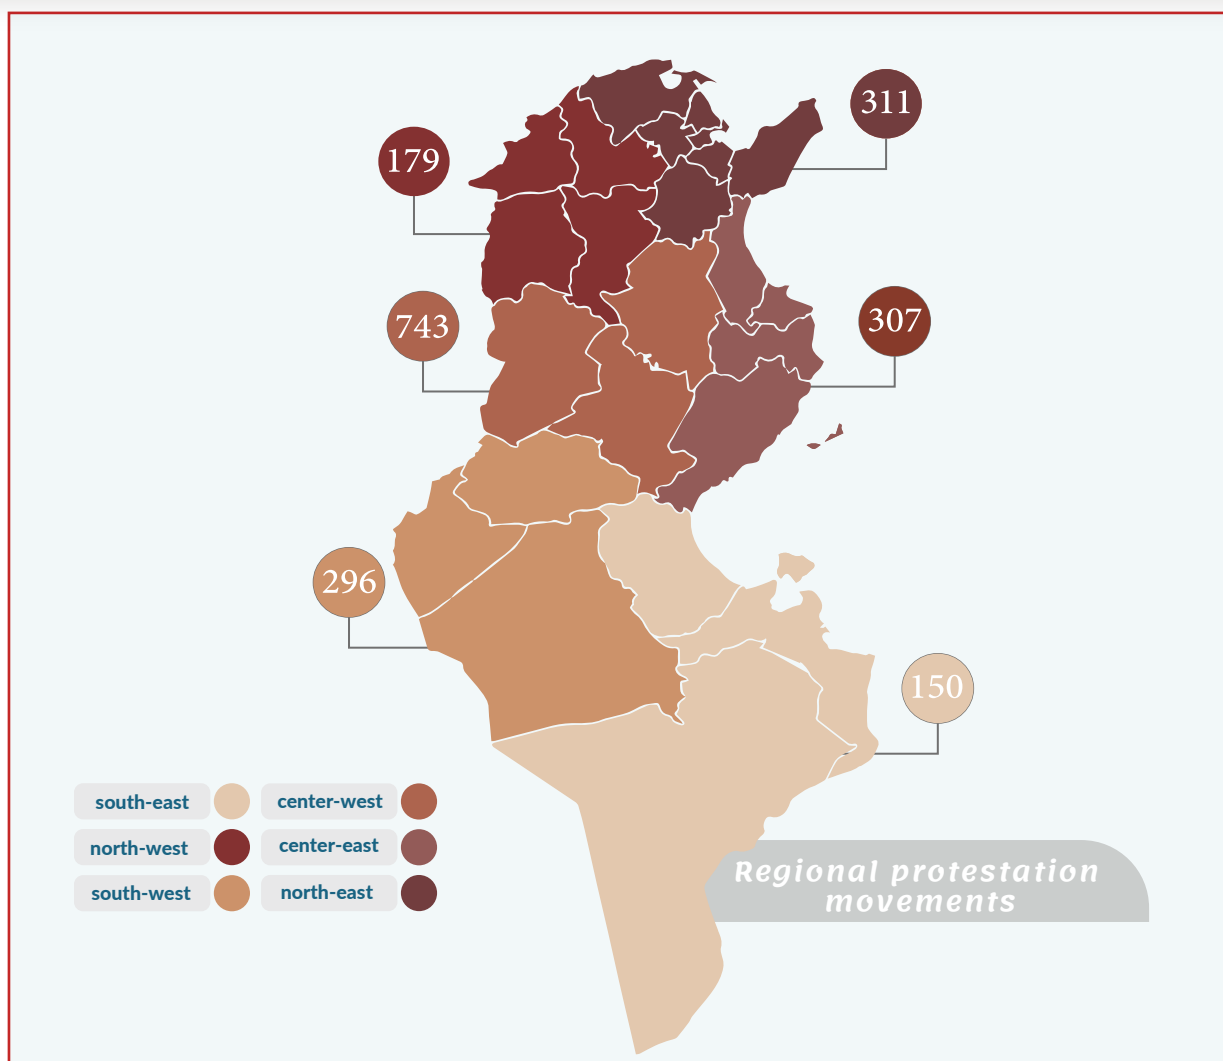 311
179
307
743
296
150
south-east
center-west
north-west
center-east
south-west
north-east
Regional protestation
movements